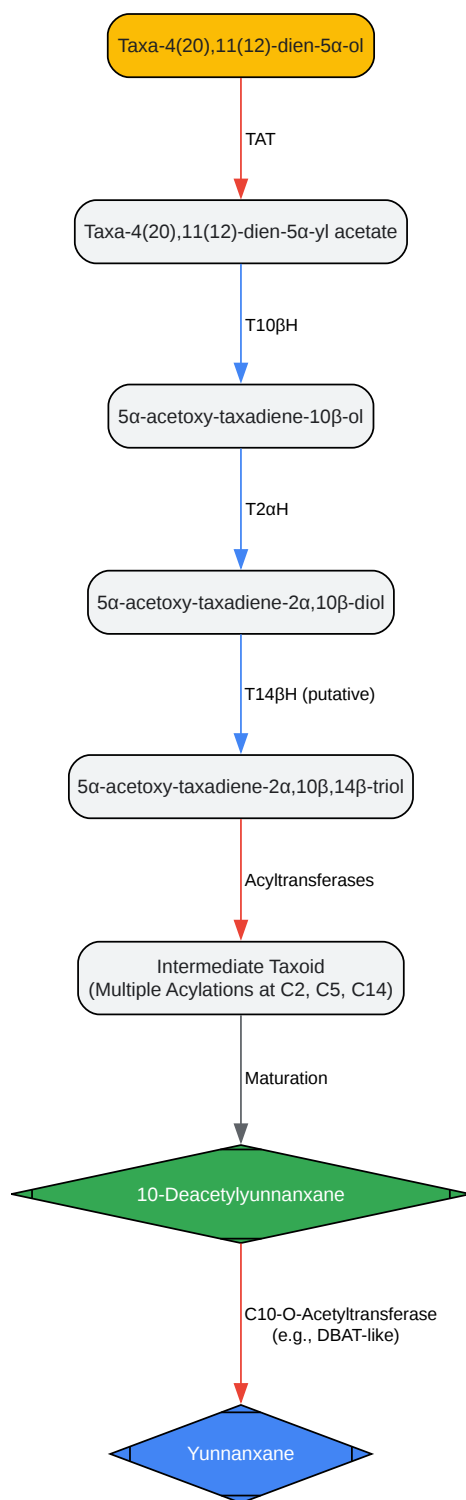 Taxa-4(20),11(12)-dien-5α-ol
TAT
Taxa-4(20),11(12)-dien-5α-yl acetate
T10βH
5α-acetoxy-taxadiene-10β-ol
T2αH
5α-acetoxy-taxadiene-2α,10β-diol
T14βH (putative)
5α-acetoxy-taxadiene-2α,10β,14β-triol
Acyltransferases
Intermediate Taxoid
(Multiple Acylations at C2, C5, C14)
Maturation
10-Deacetylyunnanxane
C10-O-Acetyltransferase
(e.g., DBAT-like)
Yunnanxane